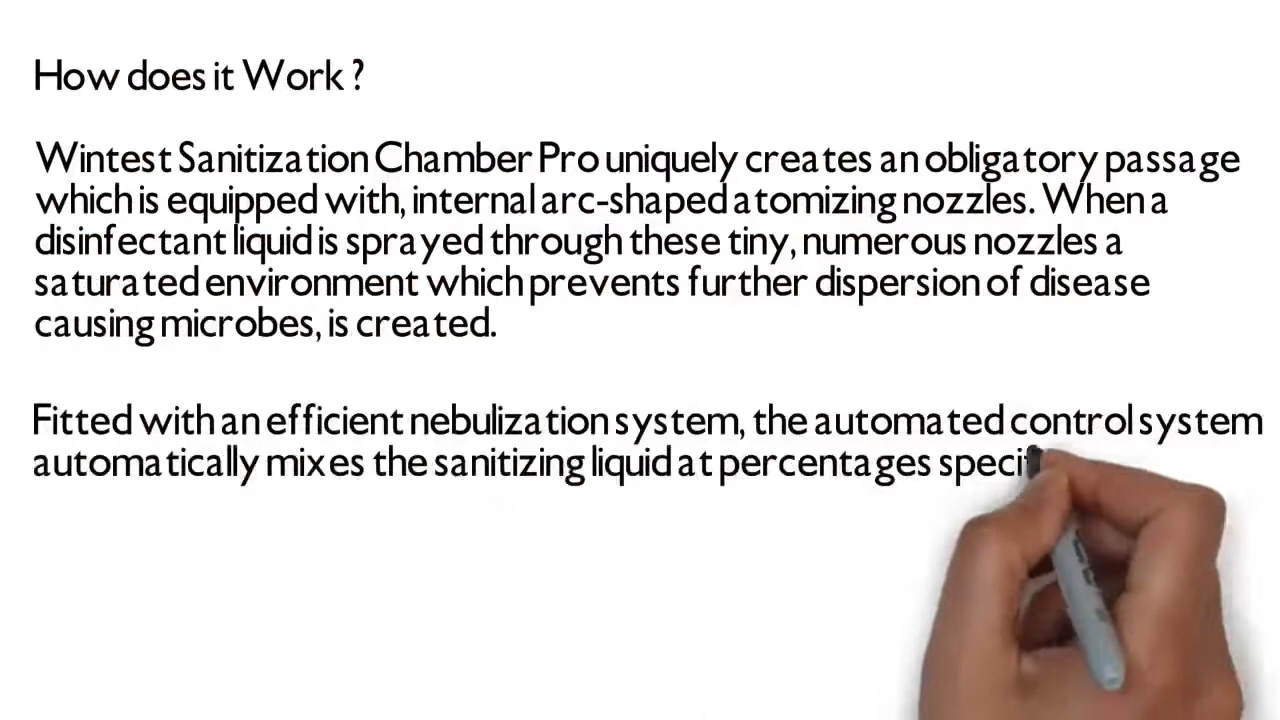 How does it Work ?
Wintest Sanitization Chamber Pro uniquely creates an obligatory passage
which is equipped with, internal arc-shaped atomizing nozzles. When a
disinfectant liquid is sprayed through these tiny, numerous nozzles a
saturated environment which prevents further dispersion of disease
causing microbes, is created.
Fitted with an efficient nebulization system, the automated control system
automatically mixes the sanitizing liquid at percentages